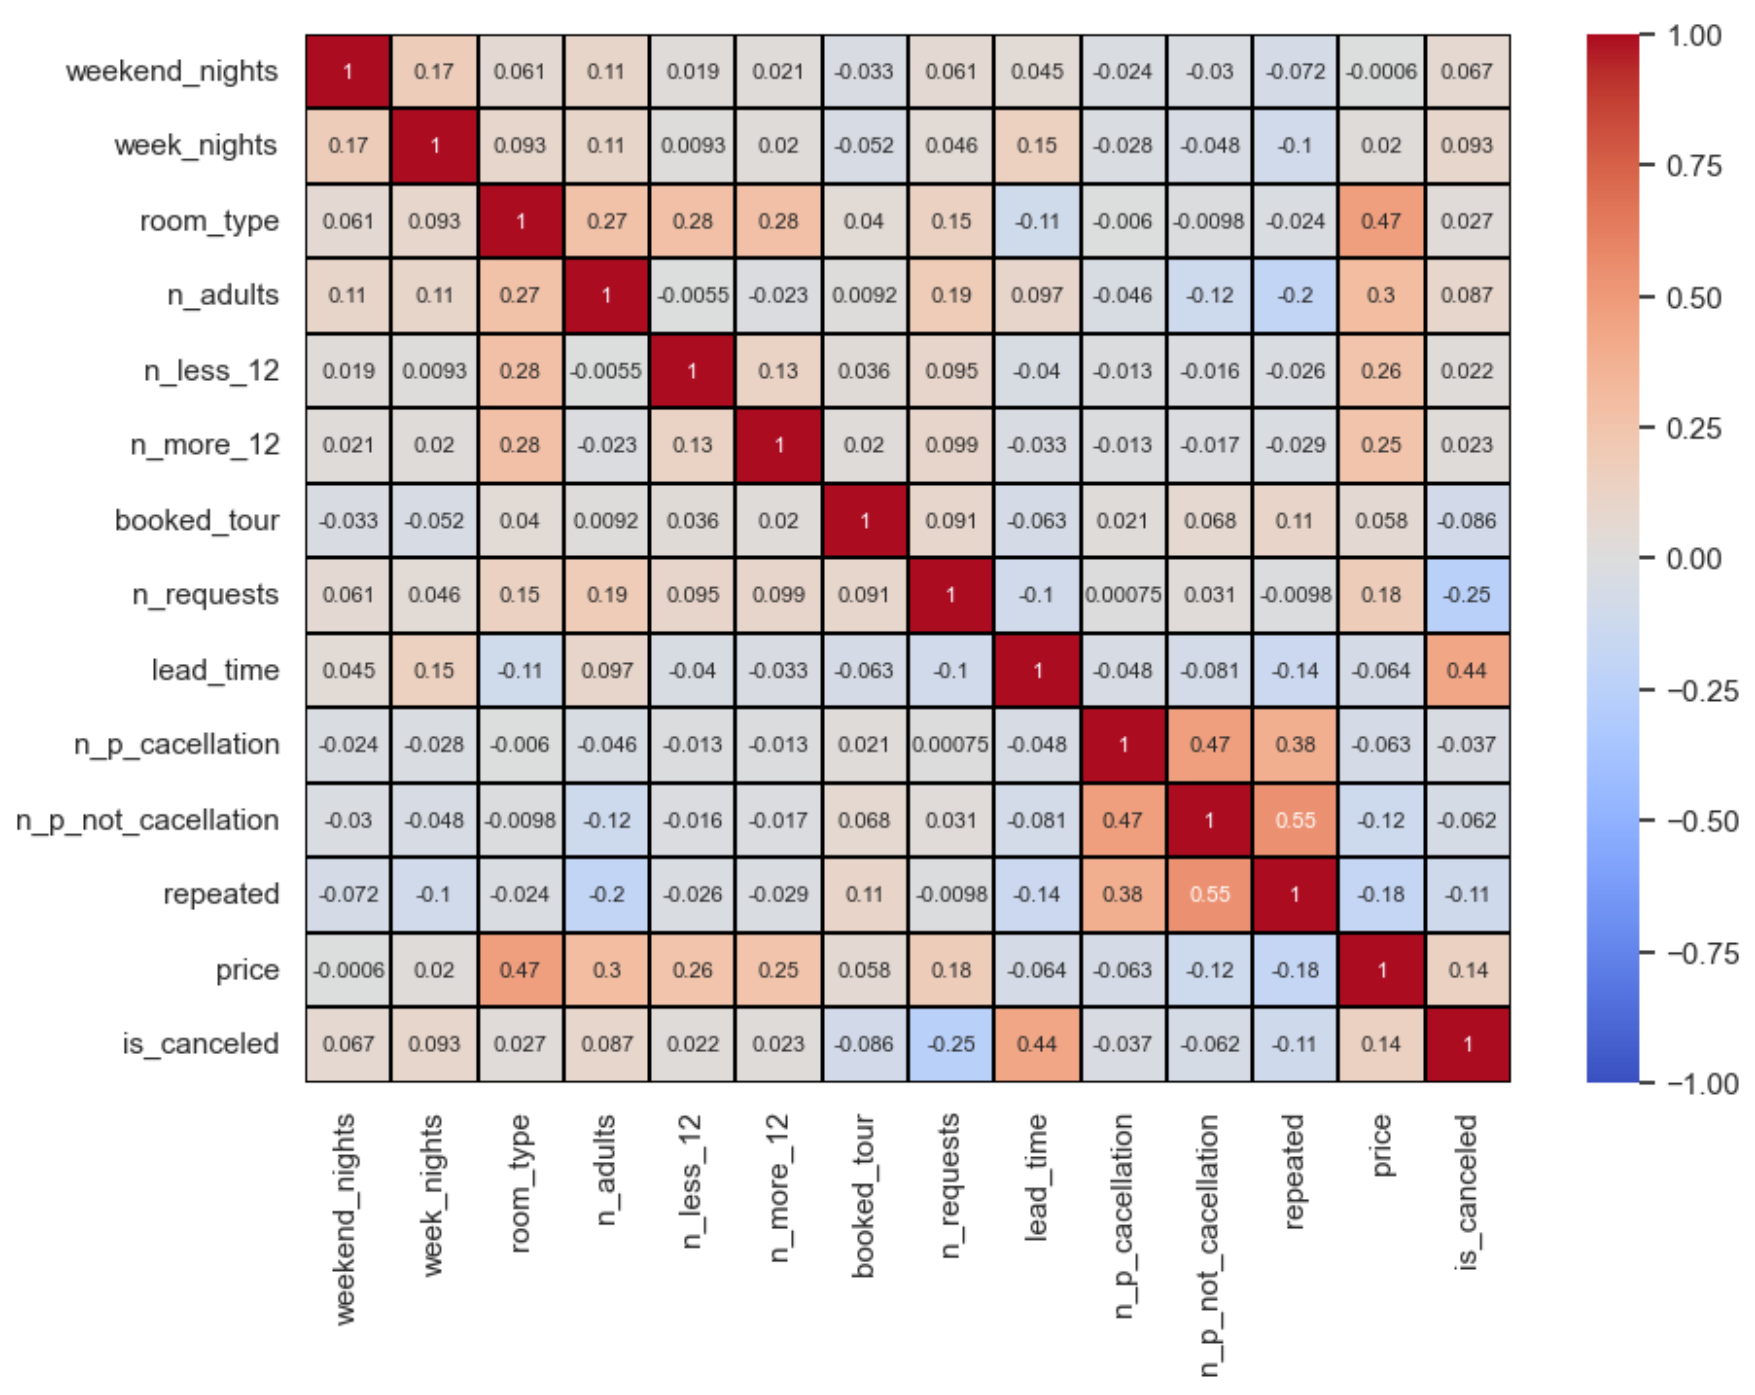 weekend_nights 1 0.17 0.061 0.11 0.019 0.021 -0.033 0.061 0.045 -0.024 -0.03 -0.072 -0.0006 0.067
week_nights 0.17 1 0.093 0.11 0.0093 0.02 -0.052 0.046 0.15 -0.028 -0.048 -0.1 0.02 0.093
room_type 0.061 0.093 1 0.27 0.28 0.28 0.04 0.15 -0.11 -0.006 -0.0098 -0.024 0.47 0.027
n_adults 0.11 0.11 0.27 1 -0.0055 -0.023 0.0092 0.19 0.097 -0.046 -0.12 -0.2 0.3 0.087
n_less_12 0.019 0.0093 0.28 -0.0055 1 0.13 0.036 0.095 -0.04 -0.013 -0.016 -0.026 0.26 0.022
n_more_12 0.021 0.02 0.28 -0.023 0.13 1 0.02 0.099 -0.033 -0.013 -0.017 -0.029 0.25 0.023
booked_tour -0.033 -0.052 0.04 0.0092 0.036 0.02 1 0.091 -0.063 0.021 0.068 0.11 0.058 -0.086
n_requests 0.061 0.046 0.15 0.19 0.095 0.099 0.091 1 -0.1 0.00075 0.031 -0.0098 0.18 -0.25
lead_time 0.045 0.15 -0.11 0.097 -0.04 -0.033 -0.063 -0.1 1 -0.048 -0.081 -0.14 -0.064 0.44
n_p_cacellation -0.024 -0.028 -0.006 -0.046 -0.013 -0.013 0.021 0.00075 -0.048 1 0.47 0.38 -0.063 -0.037
n_p_not_cacellation -0.03 -0.048 -0.0098 -0.12 -0.016 -0.017 0.068 0.031 -0.081 0.47 1 0.55 -0.12 -0.062
repeated -0.072 -0.1 -0.024 -0.2 -0.026 -0.029 0.11 -0.0098 -0.14 0.38 0.55 1 -0.18 -0.11
price -0.0006 0.02 0.47 0.3 0.26 0.25 0.058 0.18 -0.064 -0.063 -0.12 -0.18 1 0.14
is_canceled 0.067 0.093 0.027 0.087 0.022 0.023 -0.086 -0.25 0.44 -0.037 -0.062 -0.11 0.14 1
weekend_nights
week_nights
room_type
n_adults
n_less_12
n_more_12
booked_tour
n_requests
lead_time
n_p_cacellation
n_p_not_cacellation
repeated
price
is_canceled
1.00
0.75
0.50
0.25
0.00
−0.25
−0.50
−0.75
−1.00